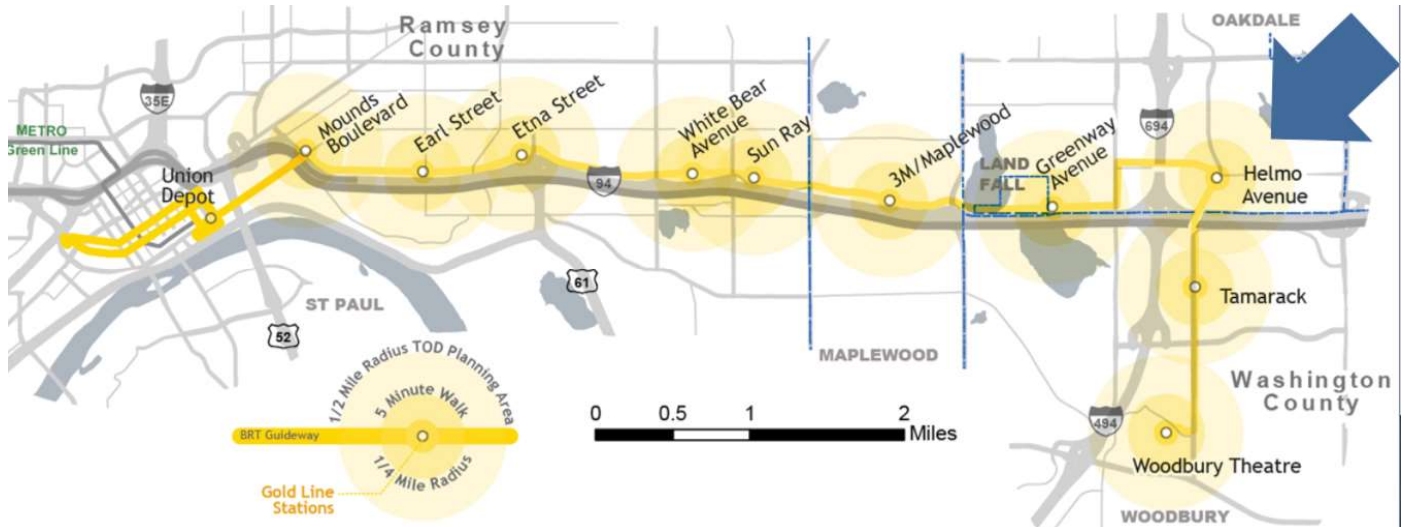 Ramsey
County
OAKDALE
35E
METRO
Green Line
Mounds
Boulevard
Earl Street
Etna Street
White Bear
Avenue
Sun Ray
3M/Maplewood
LAND
FALL
Greenway
Avenue
694
Helmo
Avenue
Union
Depot
94
61
ST PAUL
52
Tamarack
MAPLEWOOD
Washington
County
494
Woodbury Theatre
WOODBURY
1/2 Mile Radius TOD Planning Area
5 Minute Walk
BRT Guideway
1/4 Mile Radius
Gold Line
Stations
0 0.5 1 2
Miles